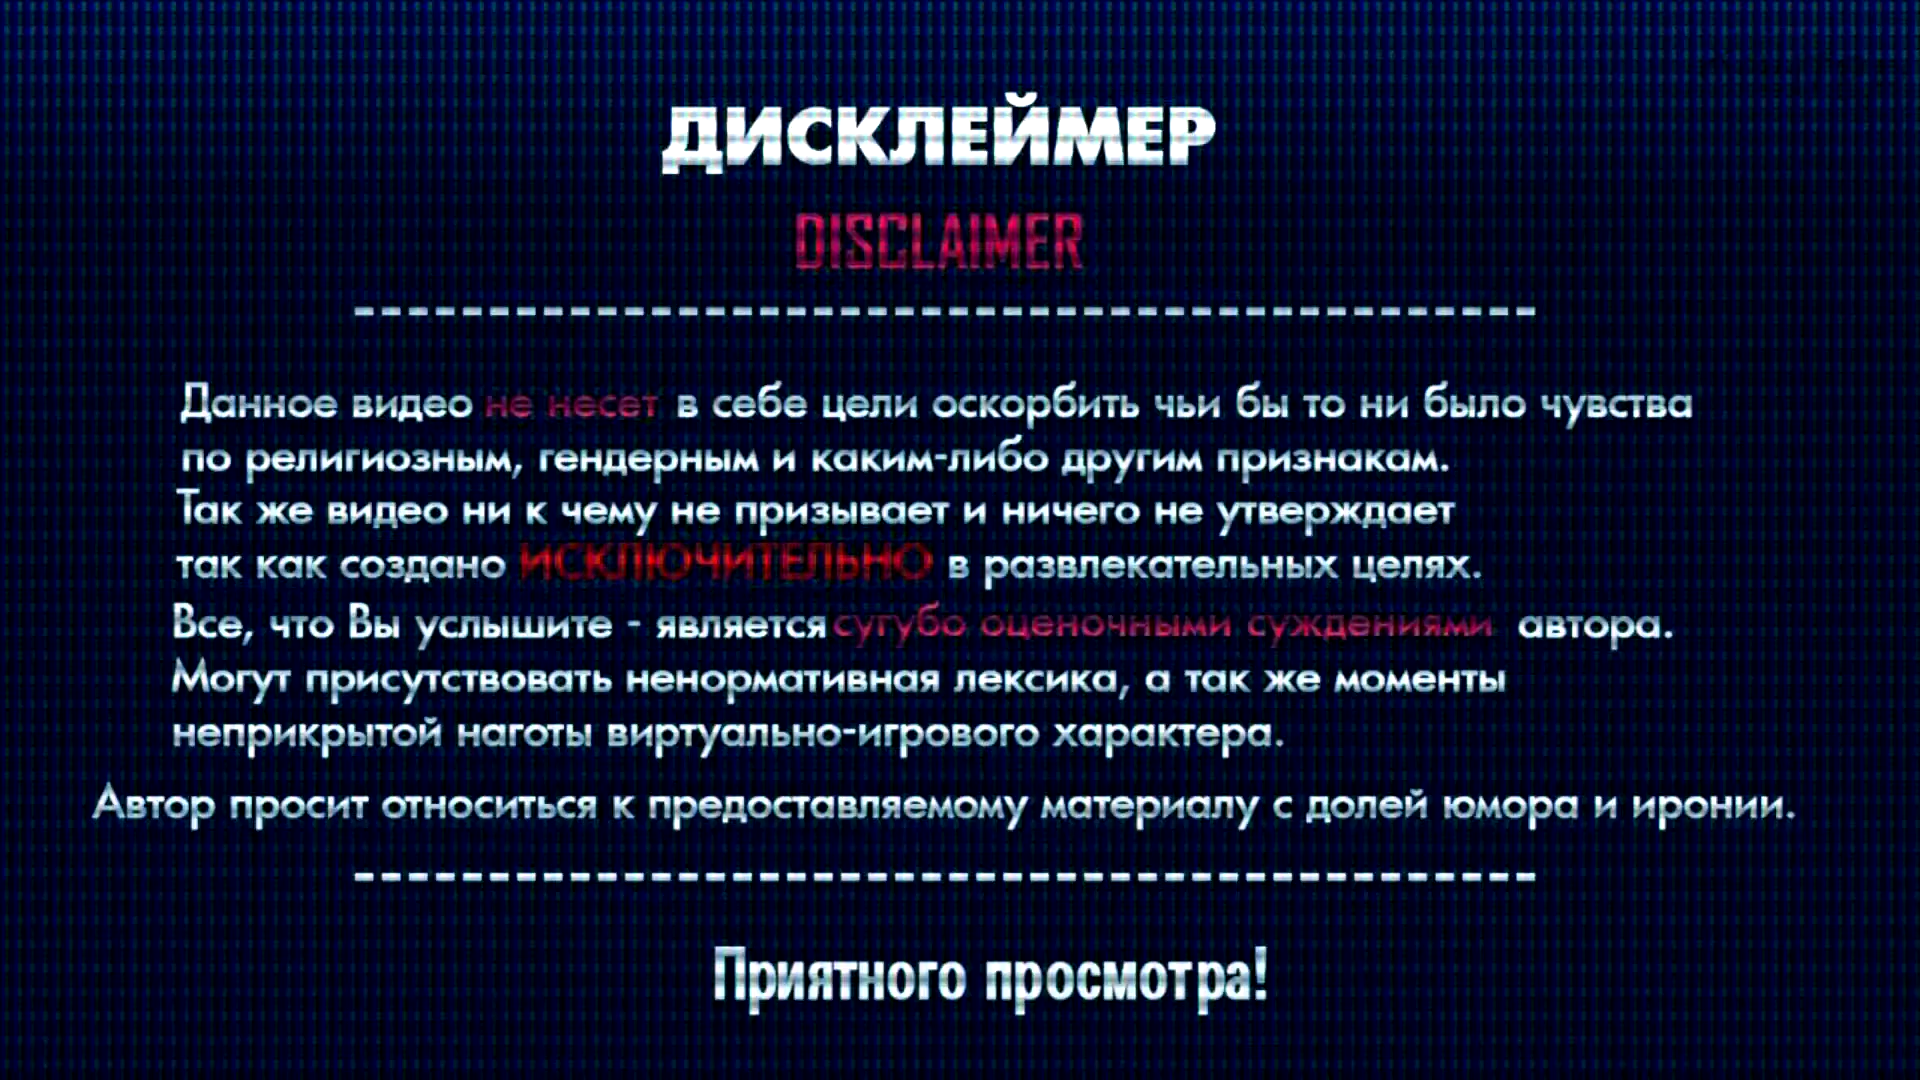 ДИСКЛЕЙМЕР
DISCLAIMER
Данное видео не несет в себе цели оскорбить чьи бы то ни было чувства
по религиозным, гендерным и каким-либо другим признакам.
Так же видео ни к чему не призывает и ничего не утверждает
так как создано ИСКЛЮЧИТЕЛЬНО в развлекательных целях.
Все, что Вы услышите - является сугубо оценочными суждениями автора.
Могут присутствовать ненормативная лексика, а так же моменты
неприкрытой наготы виртуально-игрового характера.
Автор просит относиться к предоставляемому материалу с долей юмора и иронии.
Приятного просмотра!